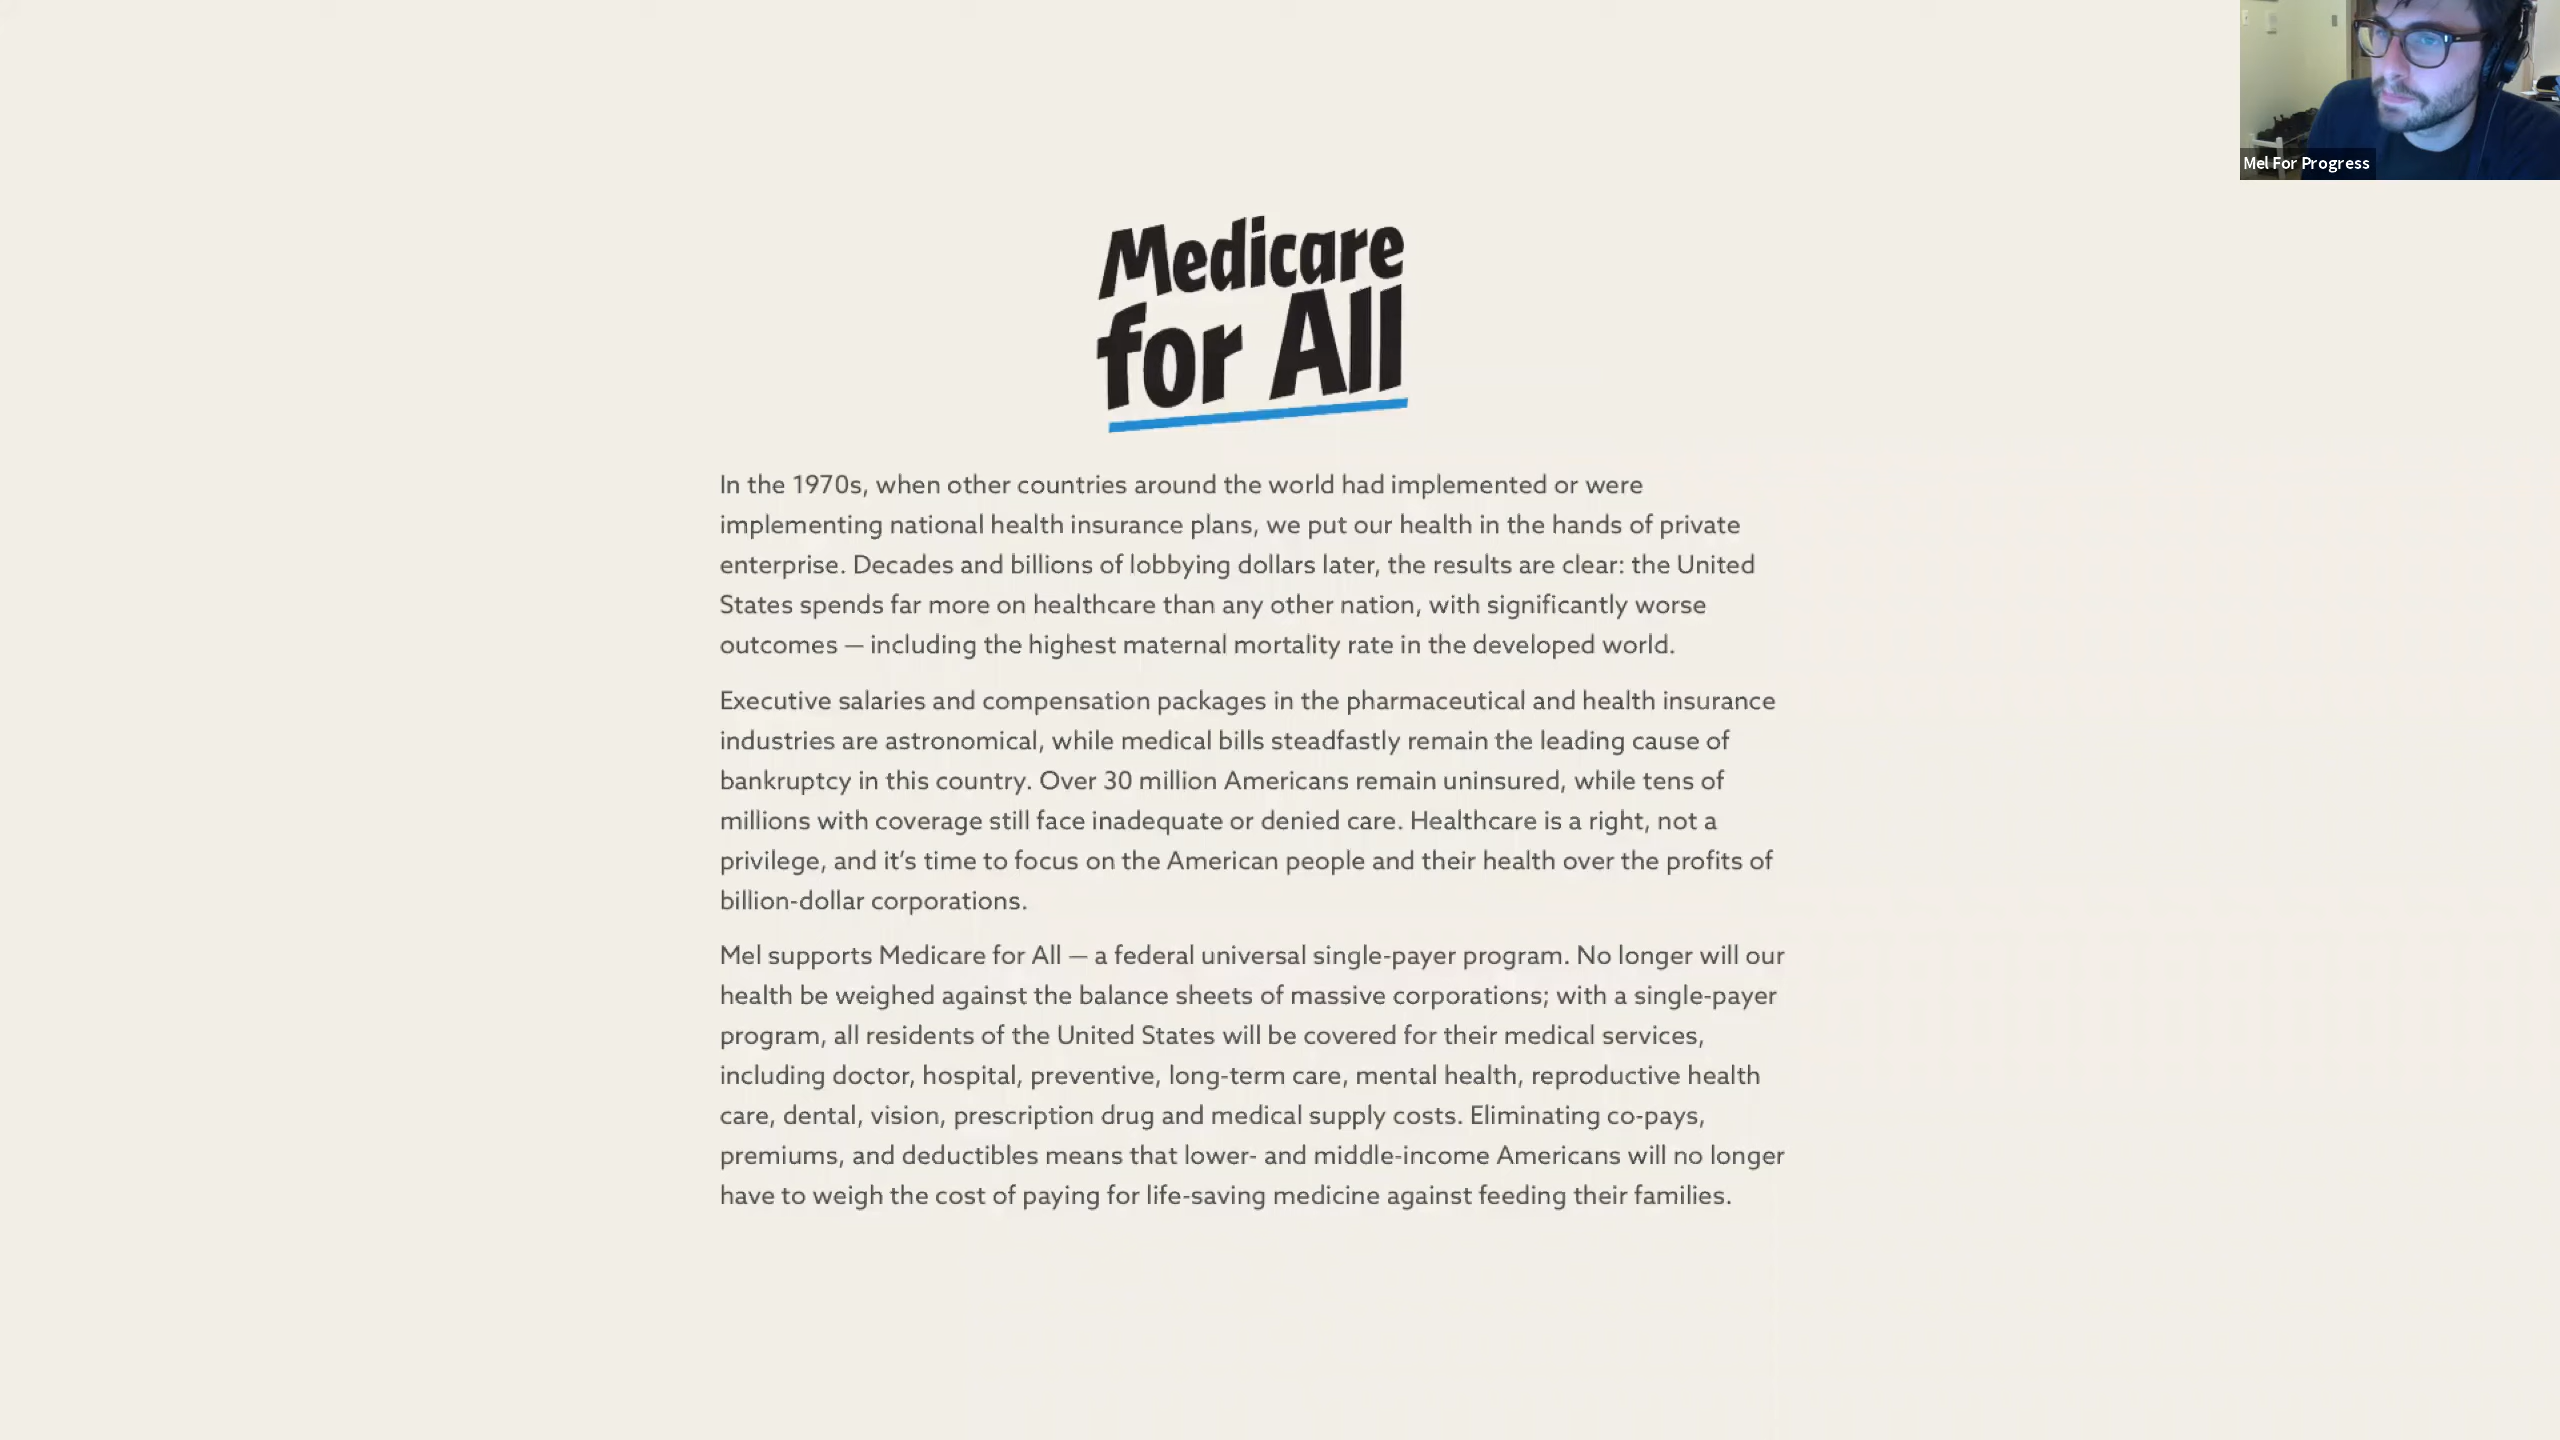 Mel For Progress
Medicare
for All
In the 1970s, when other countries around the world had implemented or were
implementing national health insurance plans, we put our health in the hands of private
enterprise. Decades and billions of lobbying dollars later, the results are clear: the United
States spends far more on healthcare than any other nation, with significantly worse
outcomes — including the highest maternal mortality rate in the developed world.
Executive salaries and compensation packages in the pharmaceutical and health insurance
industries are astronomical, while medical bills steadfastly remain the leading cause of
bankruptcy in this country. Over 30 million Americans remain uninsured, while tens of
millions with coverage still face inadequate or denied care. Healthcare is a right, not a
privilege, and it’s time to focus on the American people and their health over the profits of
billion-dollar corporations.
Mel supports Medicare for All — a federal universal single-payer program. No longer will our
health be weighed against the balance sheets of massive corporations; with a single-payer
program, all residents of the United States will be covered for their medical services,
including doctor, hospital, preventive, long-term care, mental health, reproductive health
care, dental, vision, prescription drug and medical supply costs. Eliminating co-pays,
premiums, and deductibles means that lower- and middle-income Americans will no longer
have to weigh the cost of paying for life-saving medicine against feeding their families.